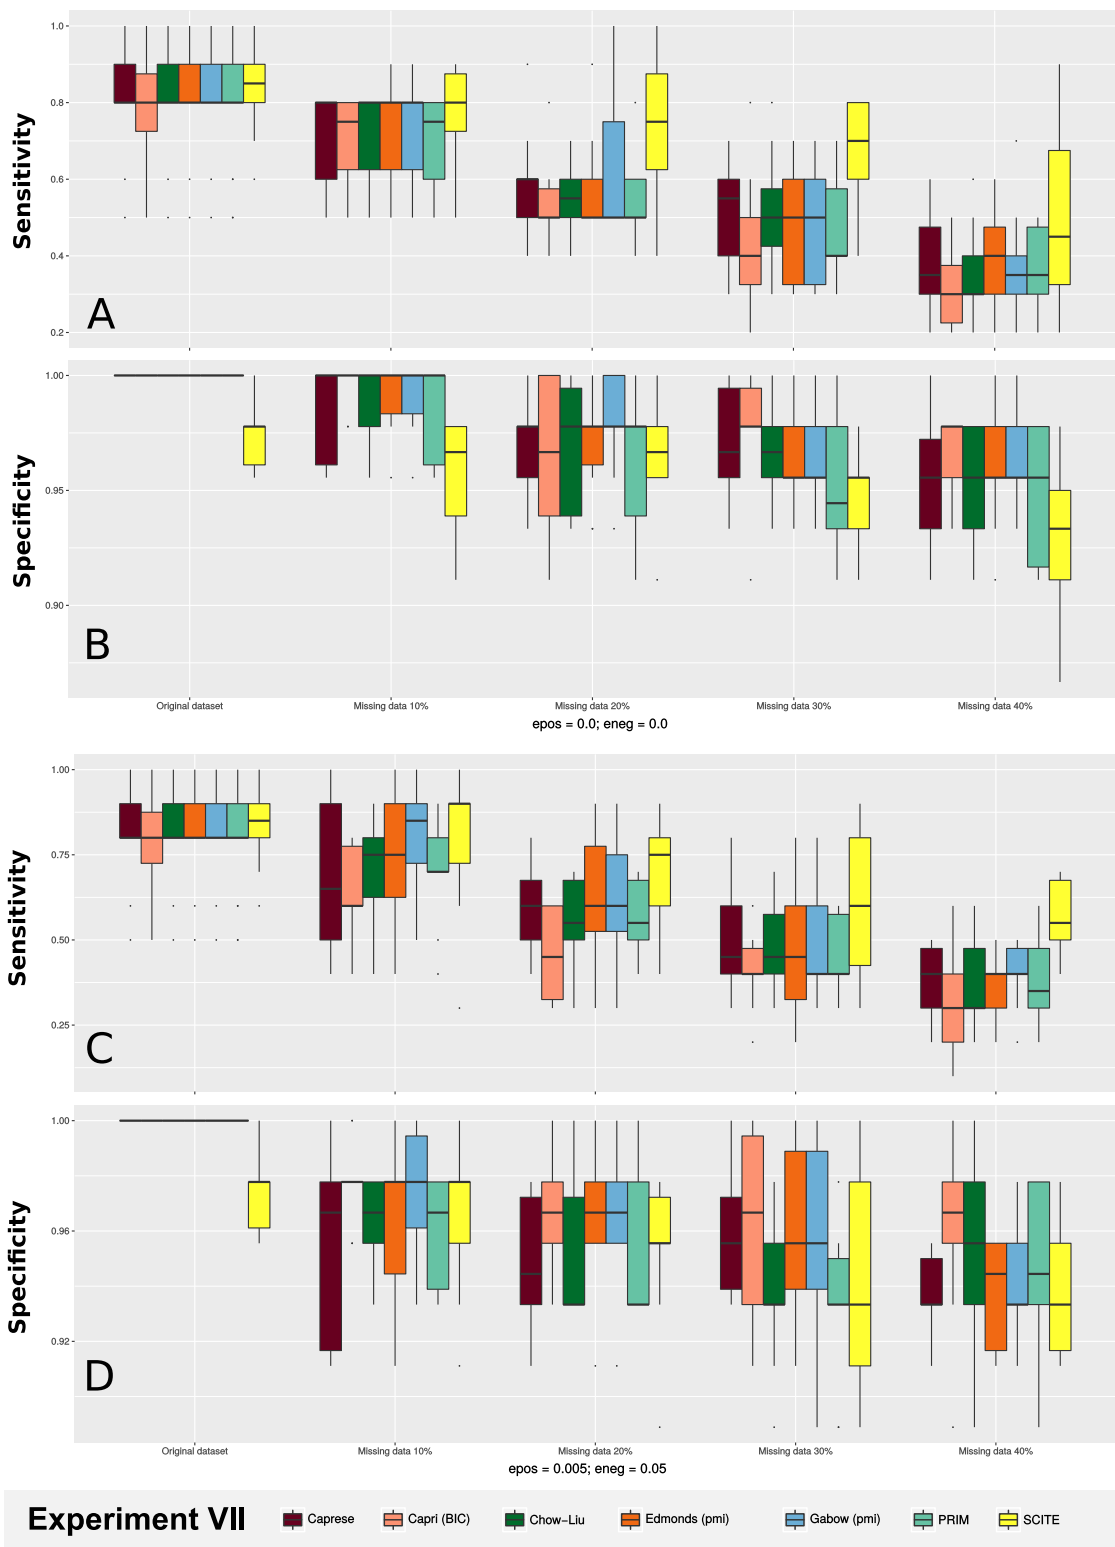 1.0
0.8
0.6
0.4
0.2
Sensitivity
A
1.00
0.95
0.90
Specificity
B
Original dataset Missing data 10% Missing data 20% Missing data 30% Missing data 40%
epos = 0.0; eneg = 0.0
1.00
0.75
0.50
0.25
Sensitivity
C
1.00
0.96
0.92
Specificity
D
Original dataset Missing data 10% Missing data 20% Missing data 30% Missing data 40%
epos = 0.005; eneg = 0.05
Experiment VII Caprese Capri (BIC) Chow−Liu Edmonds (pmi) Gabow (pmi) PRIM SCITE